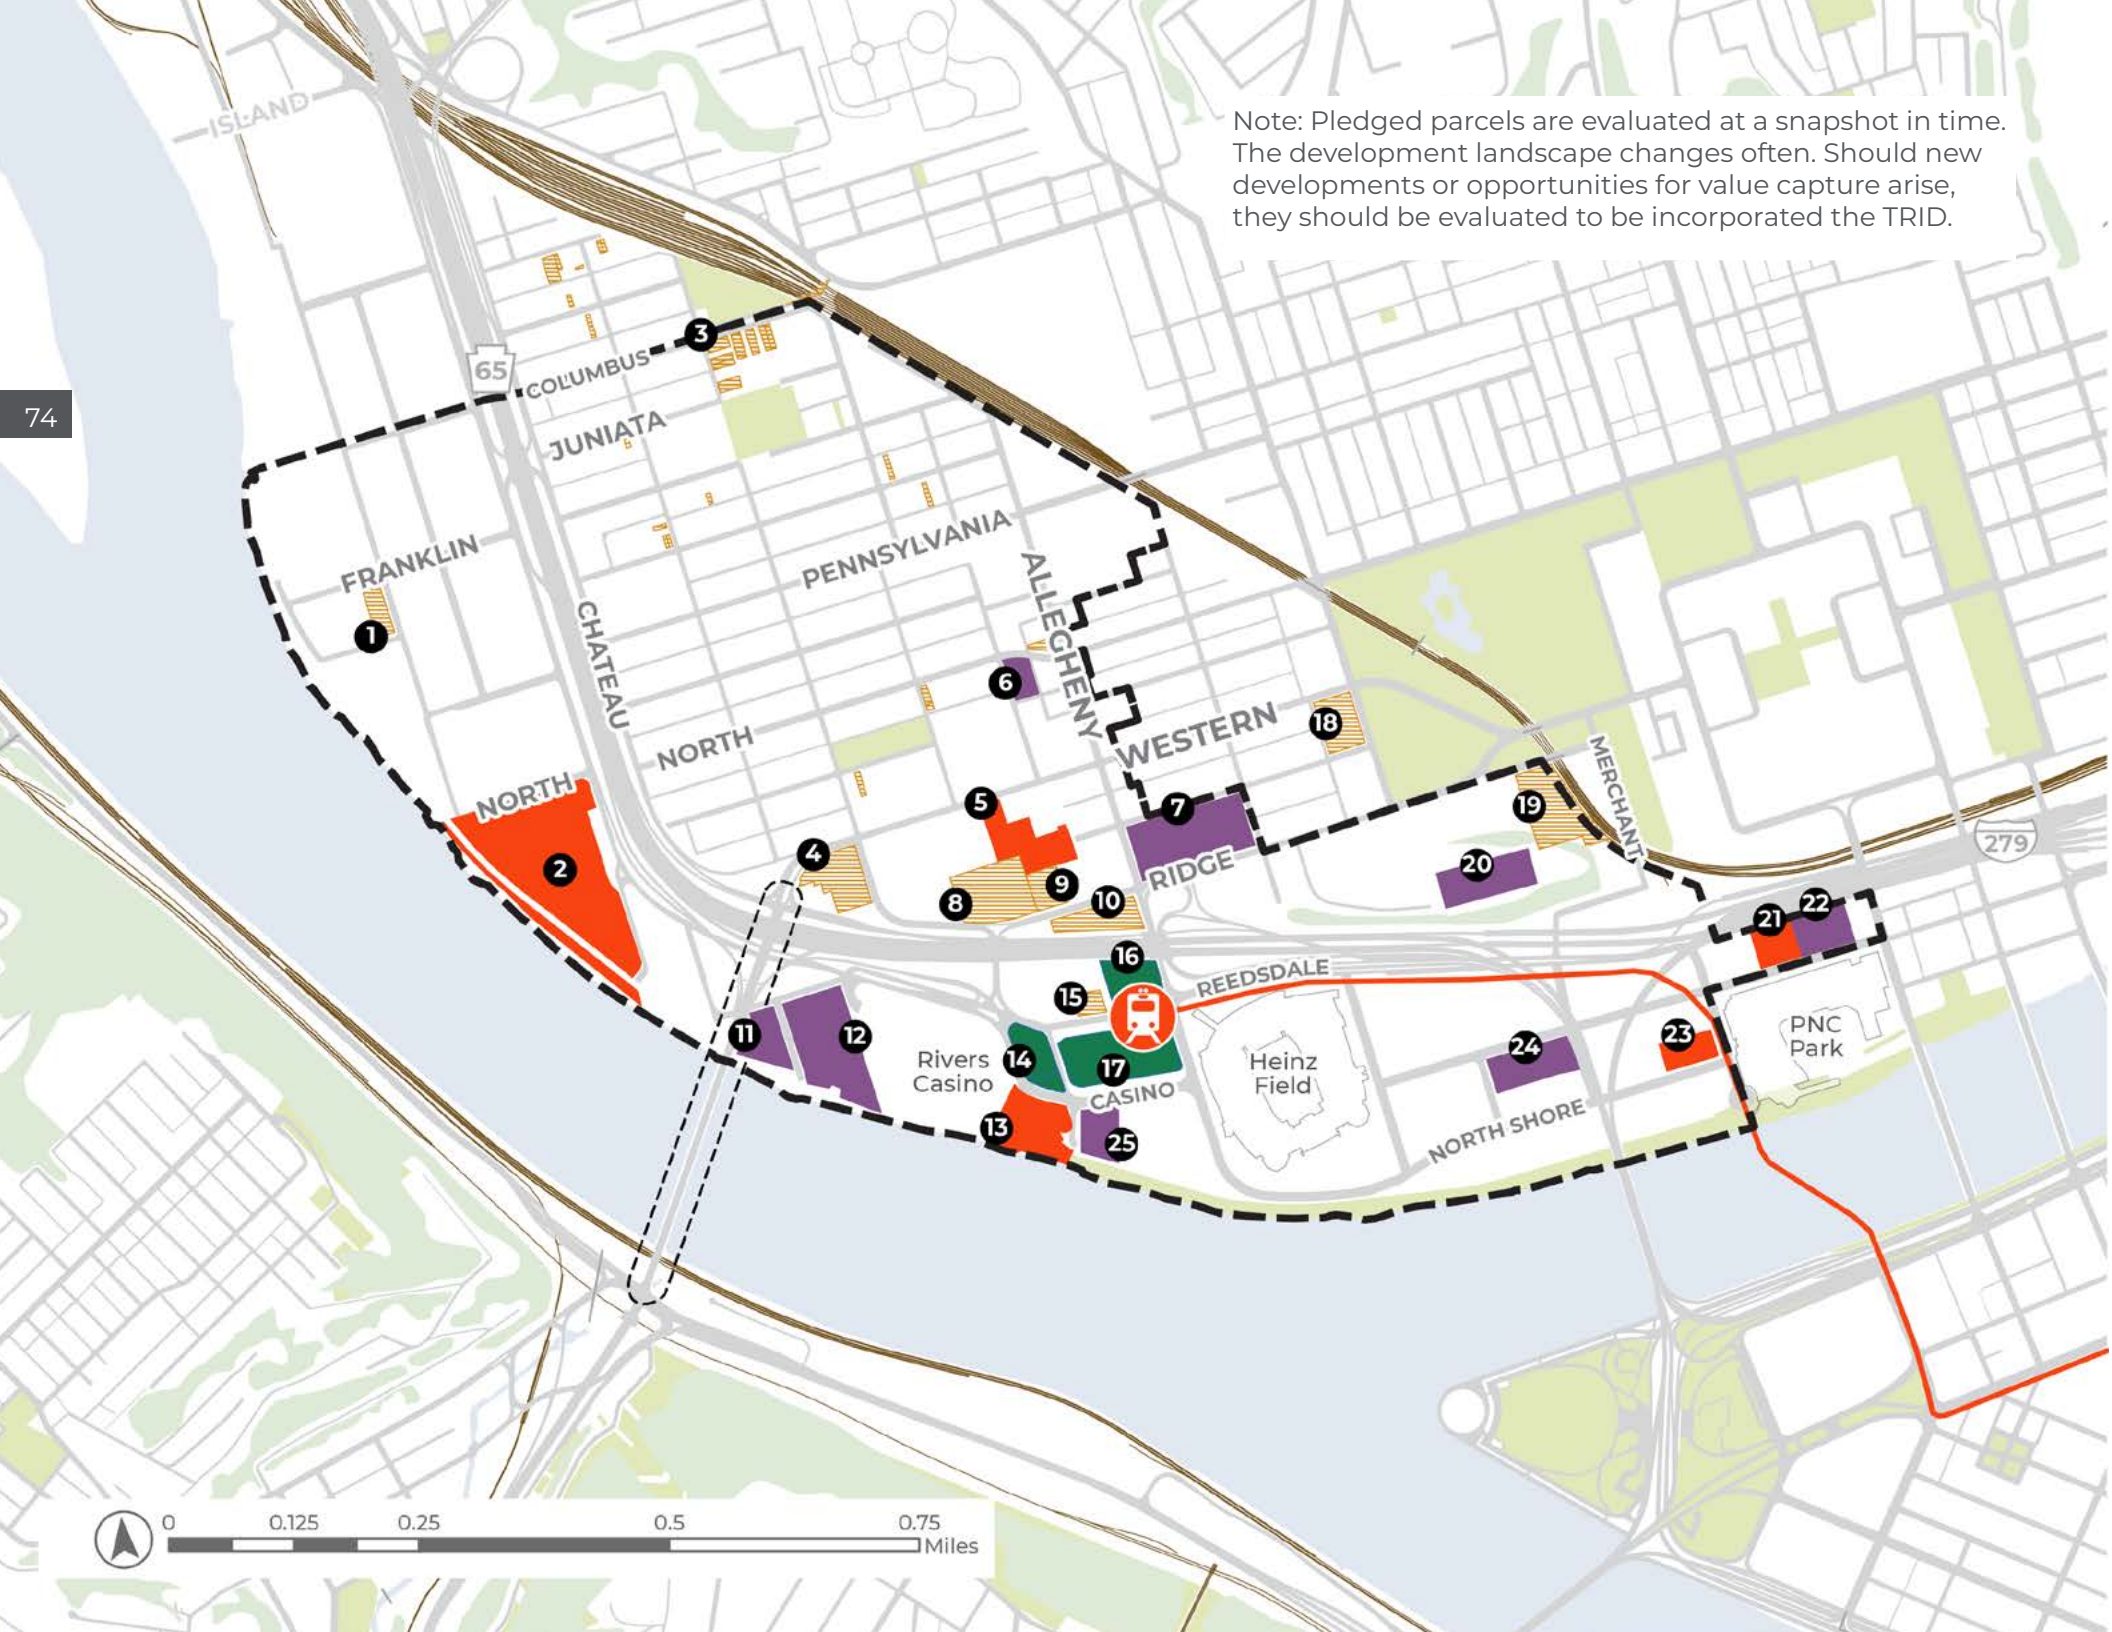 Note: Pledged parcels are evaluated at a snapshot in time.
The development landscape changes often. Should new
developments or opportunities for value capture arise,
they should be evaluated to be incorporated the TRID.
ISLAND
3
65
COLUMBUS
74
JUNIATA
PENNSYLVANIA
FRANKLIN
ALLEGHENY
1
CHATEAU
6
WESTERN
18
NORTH
MERCHANT
NORTH
5
7
19
279
2
4
RIDGE
20
8
9
10
21
22
16
REEDSDALE
15
11
12
Rivers
Casino
14
17
Heinz
Field
24
23
PNC
Park
CASINO
13
25
NORTH SHORE
0 0.125 0.25 0.5 0.75
Miles